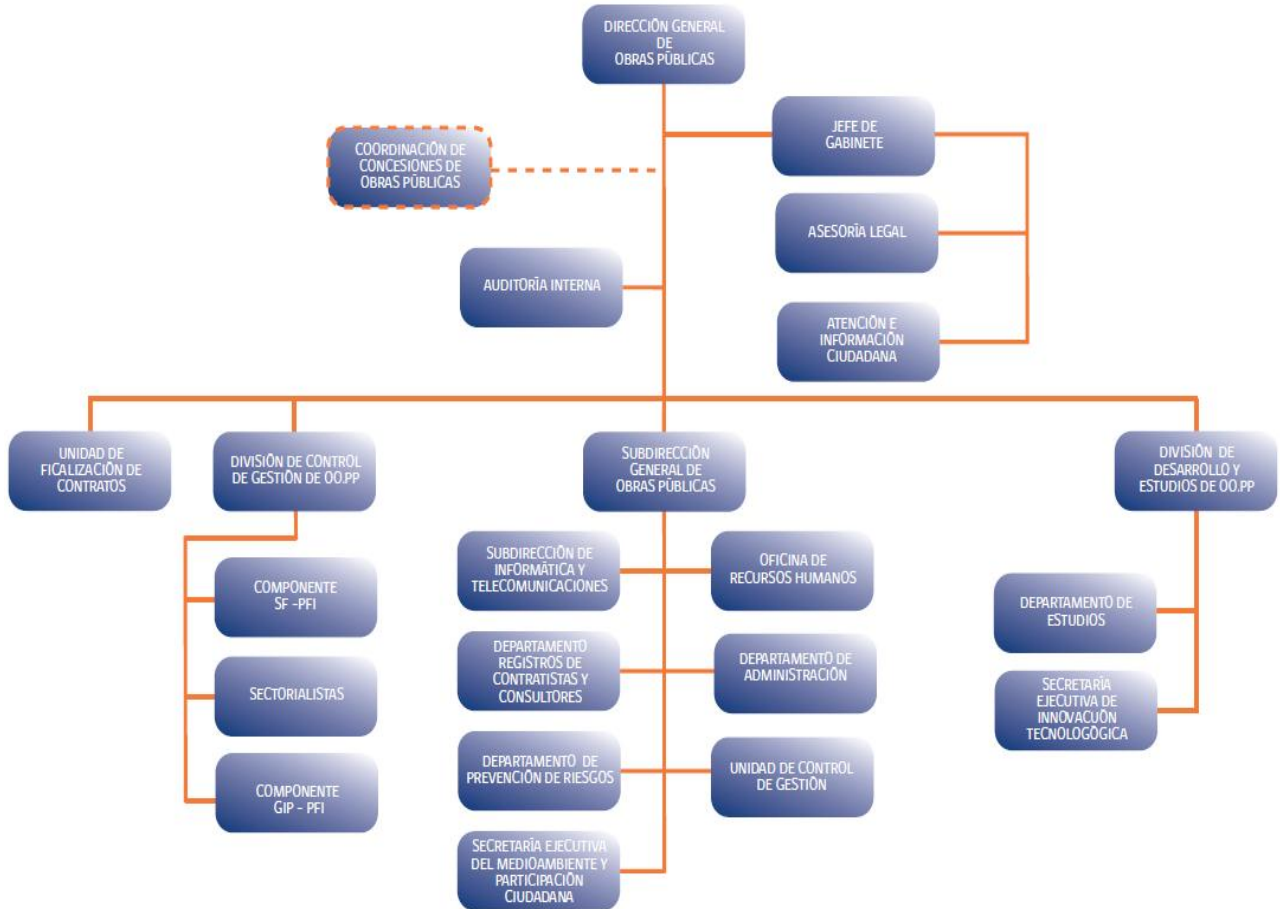 DIRECCIÓN GENERAL
DE
OBRAS PÚBLICAS
JEFE DE
GABINETE
COORDINACIÓN DE
CONCESIONES DE
OBRAS PÚBLICAS
ASESORÍA LEGAL
AUDITORÍA INTERNA
ATENCIÓN E
INFORMACIÓN
CIUDADANA
UNIDAD DE
FICALIZACIÓN DE
CONTRATOS
DIVISIÓN DE CONTROL
DE GESTIÓN DE OO.PP
SUBDIRECCIÓN
GENERAL DE
OBRAS PÚBLICAS
DIVISIÓN DE
DESARROLLO Y
ESTUDIOS DE OO.PP
COMPONENTE
SF -PFI
SECTORIALISTAS
COMPONENTE
GIP - PFI
SUBDIRECCIÓN DE
INFORMÁTICA Y
TELECOMUNICACIONES
OFICINA DE
RECURSOS HUMANOS
DEPARTAMENTO
REGISTROS DE
CONTRATISTAS Y
CONSULTORES
DEPARTAMENTO DE
ADMINISTRACIÓN
DEPARTAMENTO DE
PREVENCIÓN DE RIESGOS
UNIDAD DE CONTROL
DE GESTIÓN
SECRETARÍA EJECUTIVA
DEL MEDIOAMBIENTE Y
PARTICIPACIÓN
CIUDADANA
DEPARTAMENTO DE
ESTUDIOS
SECRETARÍA
EJECUTIVA DE
INNOVACUÓN
TECNOLOGÓGICA